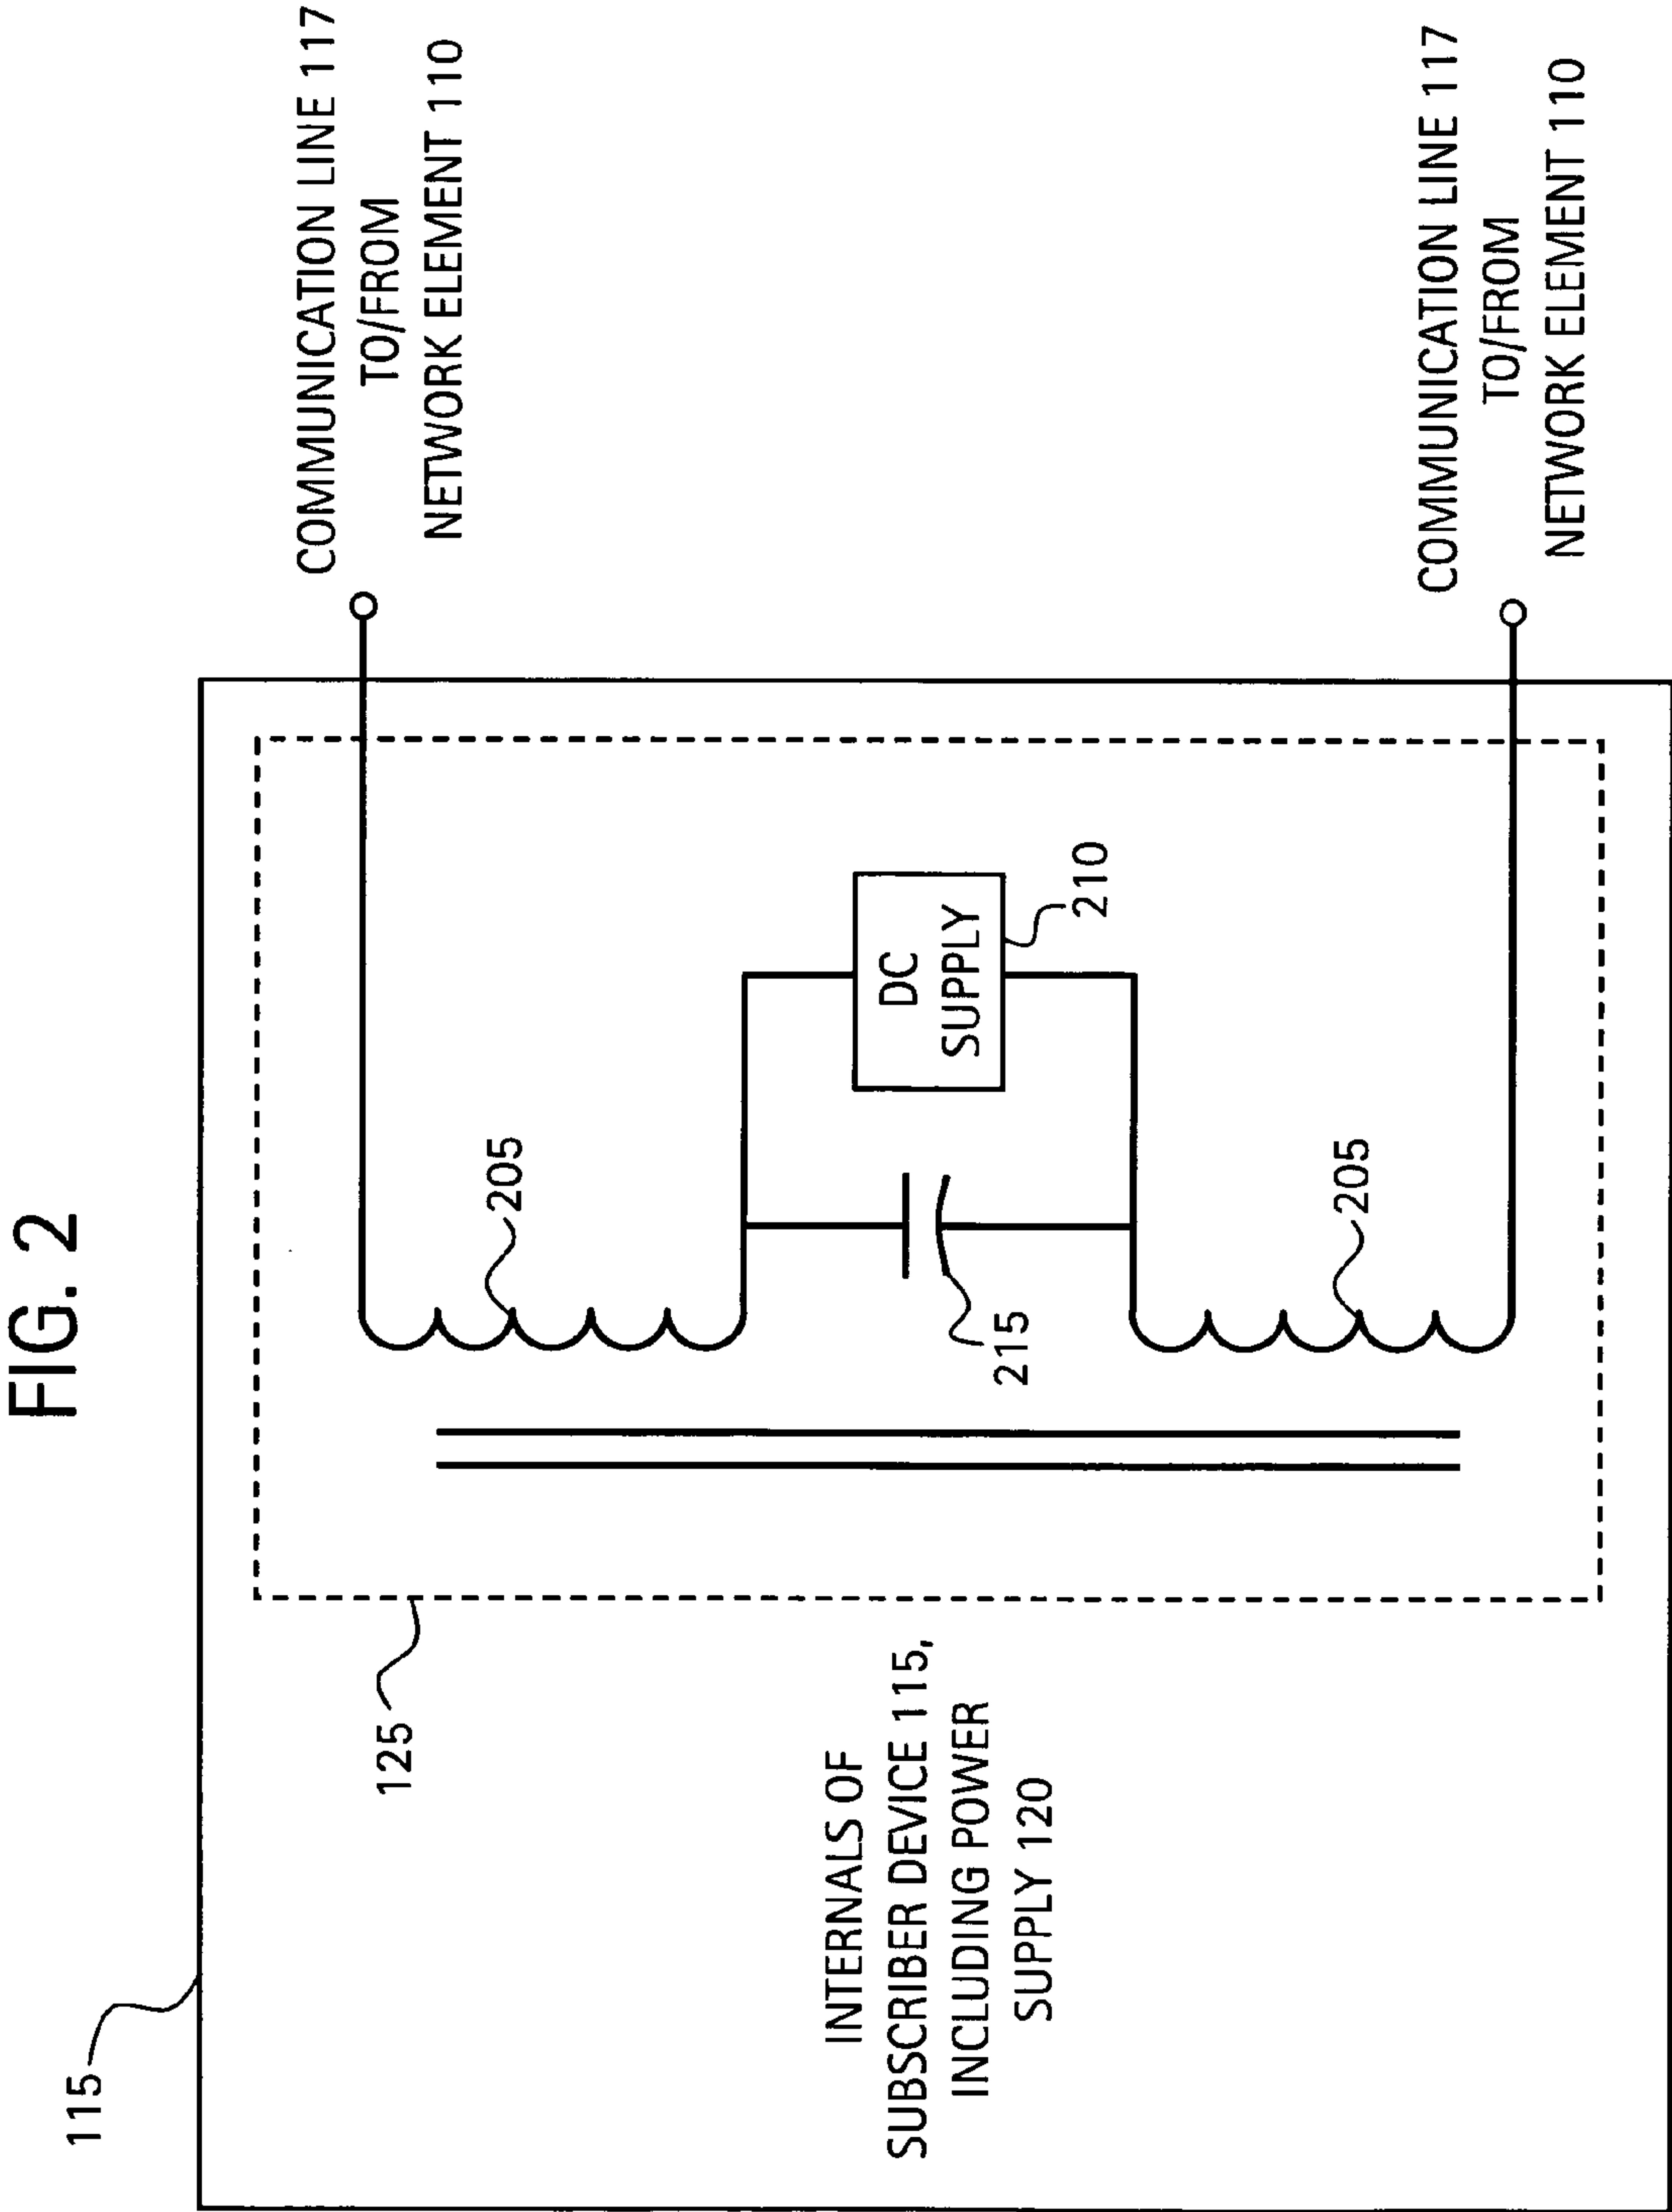 FIG. 2
115
125
INTERNALS OF
SUBSCRIBER DEVICE 115,
INCLUDING POWER
SUPPLY 120
205
215
DC
SUPPLY
210
205
COMMUNICATION LINE 117
TO/FROM
NETWORK ELEMENT 110
COMMUNICATION LINE 117
TO/FROM
NETWORK ELEMENT 110